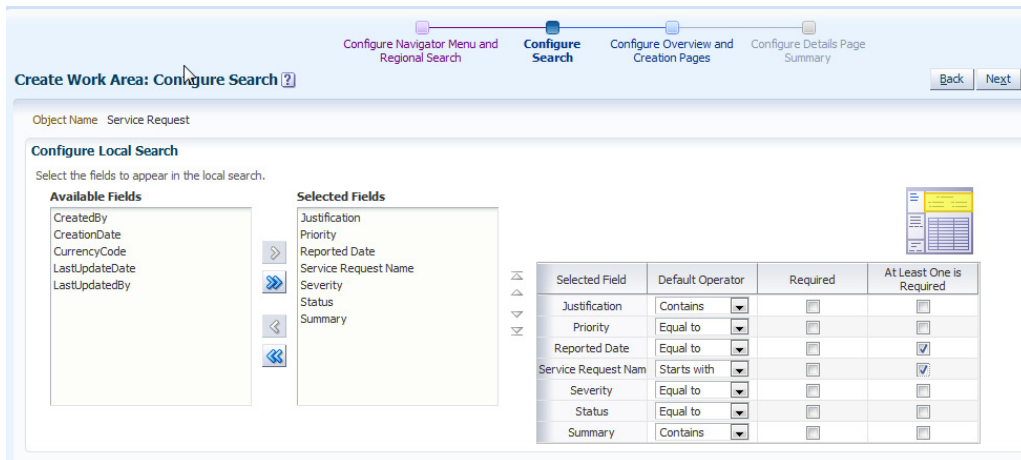 Configure Navigator Menu and Regional Search
Configure Search
Configure Overview and Creation Pages
Configure Details Page Summary
Create Work Area: Configure Search ?
Back Next
Object Name Service Request
Configure Local Search
Select the fields to appear in the local search.
Available Fields
CreatedBy
CreationDate
CurrencyCode
LastUpdateDate
LastUpdatedBy
Selected Fields
Justification
Priority
Reported Date
Service Request Name
Severity
Status
Summary
Selected Field Default Operator Required At Least One is Required
Justification Contains
Priority Equal to
Reported Date Equal to
Service Request Nam Starts with
Severity Equal to
Status Equal to
Summary Contains